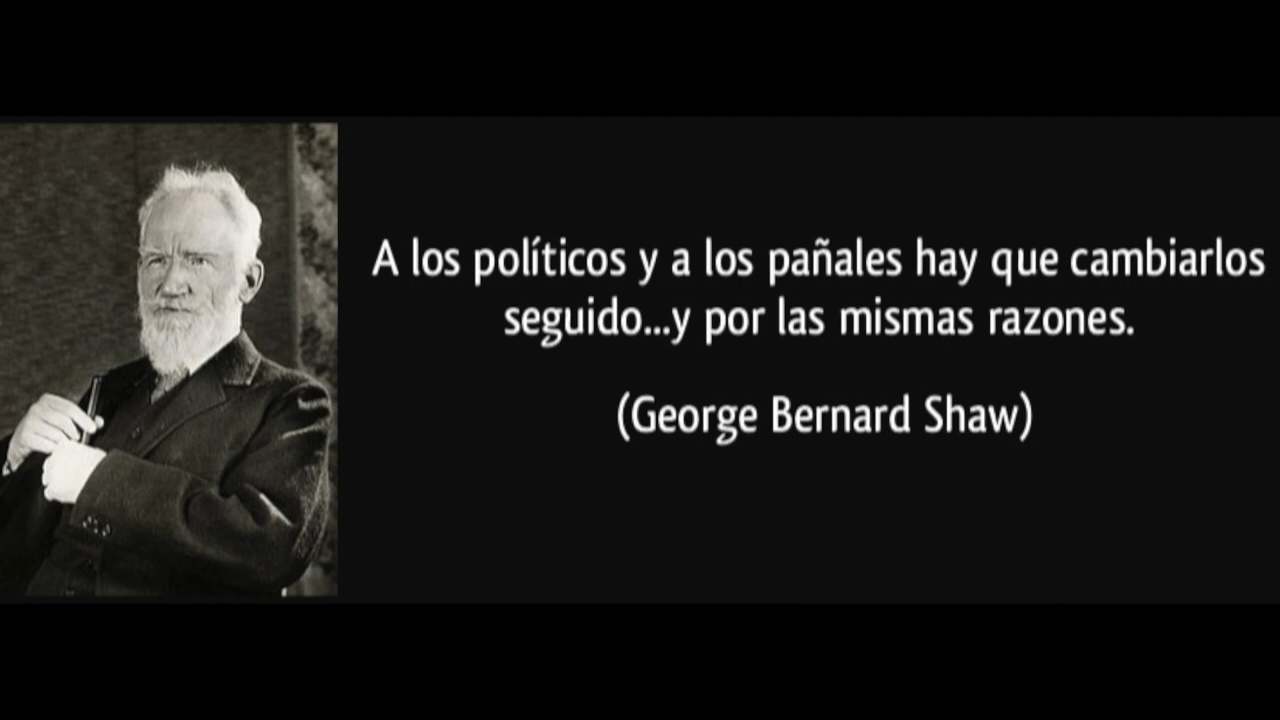 A los políticos y a los pañales hay que cambiarlos
seguido...y por las mismas razones.
(George Bernard Shaw)